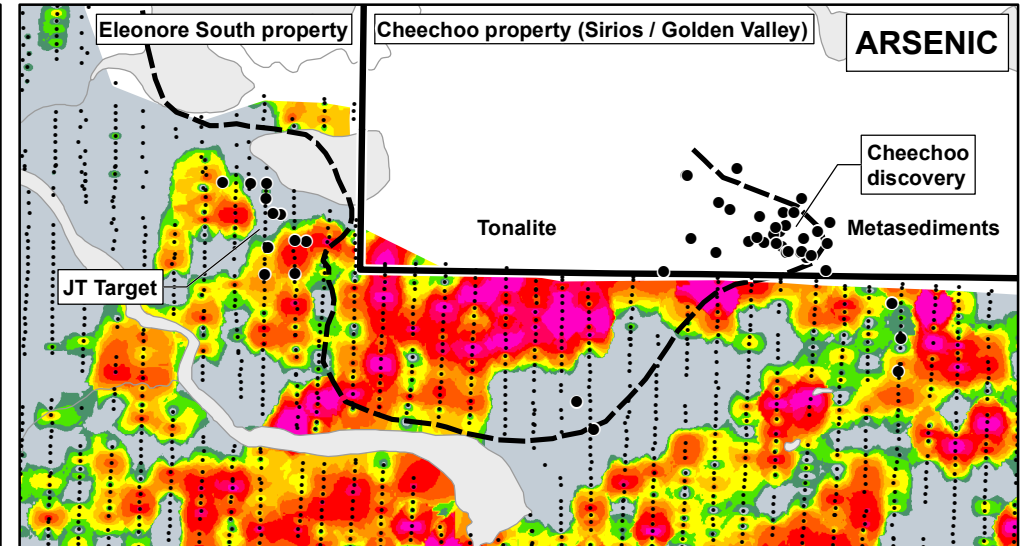 Eleonore South property
Cheechoo property (Sirios / Golden Valley)
ARSENIC
Cheechoo
discovery
Tonalite
Metasediments
JT Target